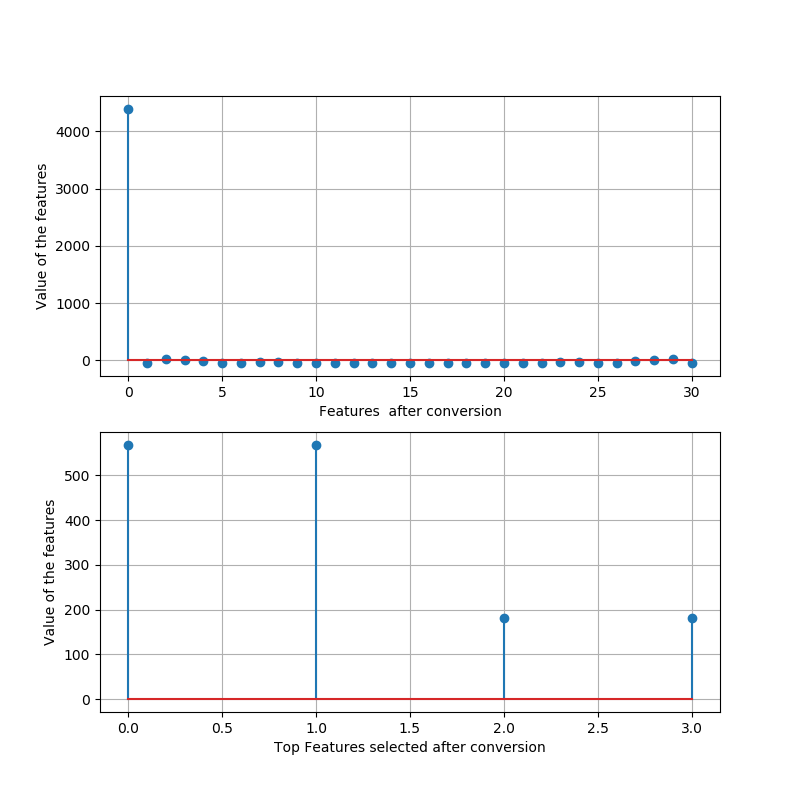 4000
3000
2000
1000
0
Value of the features
0 5 10 15 20 25 30
Features  after conversion
500
400
300
200
100
0
Value of the features
0.0 0.5 1.0 1.5 2.0 2.5 3.0
Top Features selected after conversion